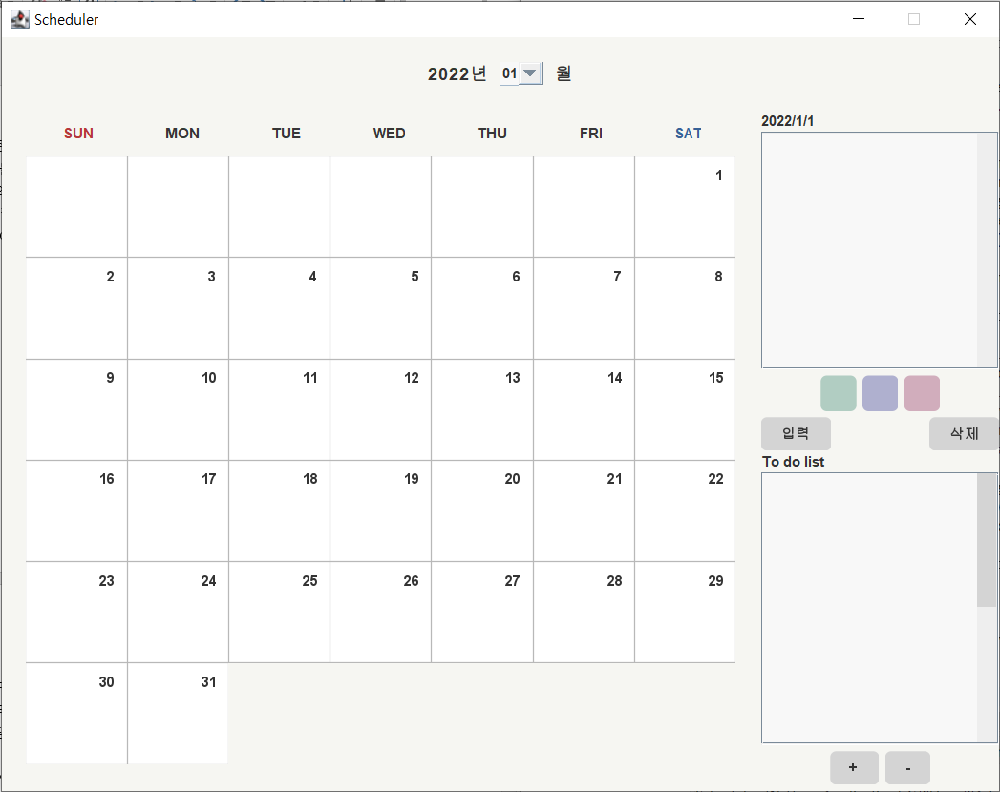 Scheduler
2022년 01 월
SUN MON TUE WED THU FRI SAT
1
2 3 4 5 6 7 8
9 10 11 12 13 14 15
16 17 18 19 20 21 22
23 24 25 26 27 28 29
30 31
2022/1/1
입력 삭제
To do list
+ -